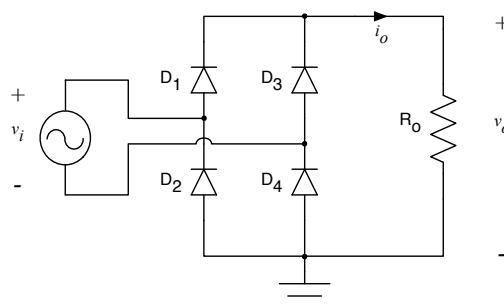 +
v_i
-
D_1
D_3
D_2
D_4
i_o
R_o
+
v_o
-